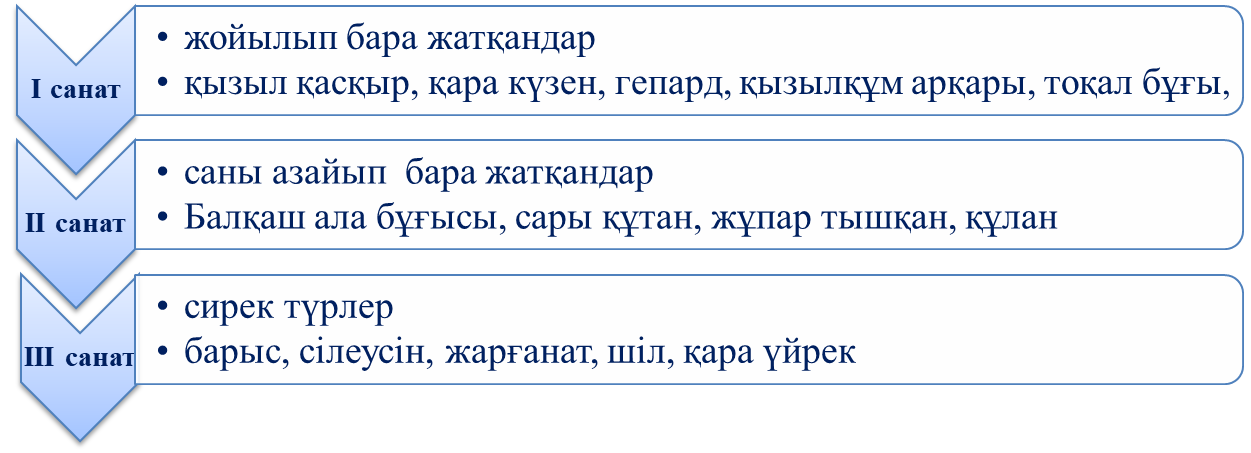 I санат
• жойылып бара жатқандар
• қызыл қасқыр, қара күзен, гепард, қызылқұм арқары, тоқал бұғы,
II санат
• саны азайып бара жатқандар
• Балқаш ала бұғысы, сары құтан, жұпар тышқан, құлан
III санат
• сирек түрлер
• барыс, сілеусін, жарғанат, шіл, қара үйрек